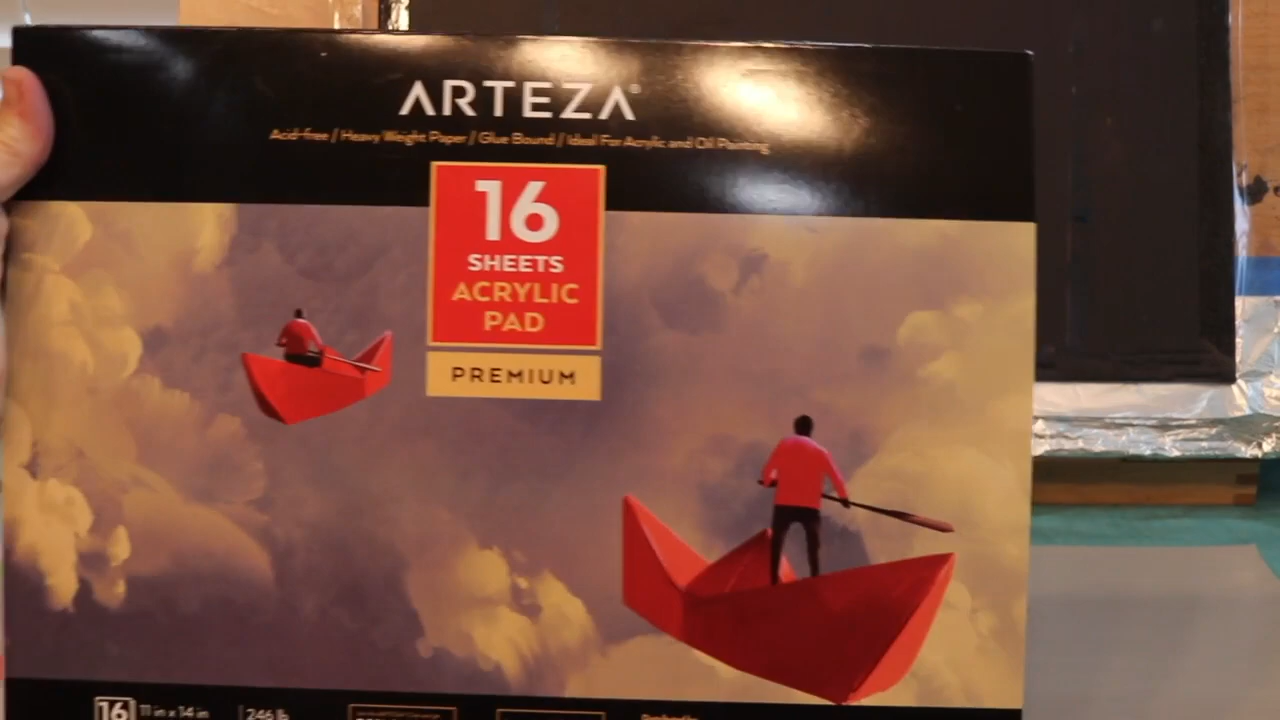 ARTEZA
Acid-free / Heavy Weight Paper / Glue Bound / Ideal For Acrylic and Oil Painting
16
SHEETS
ACRYLIC
PAD
PREMIUM
16 11 in x 14 in 246 lb